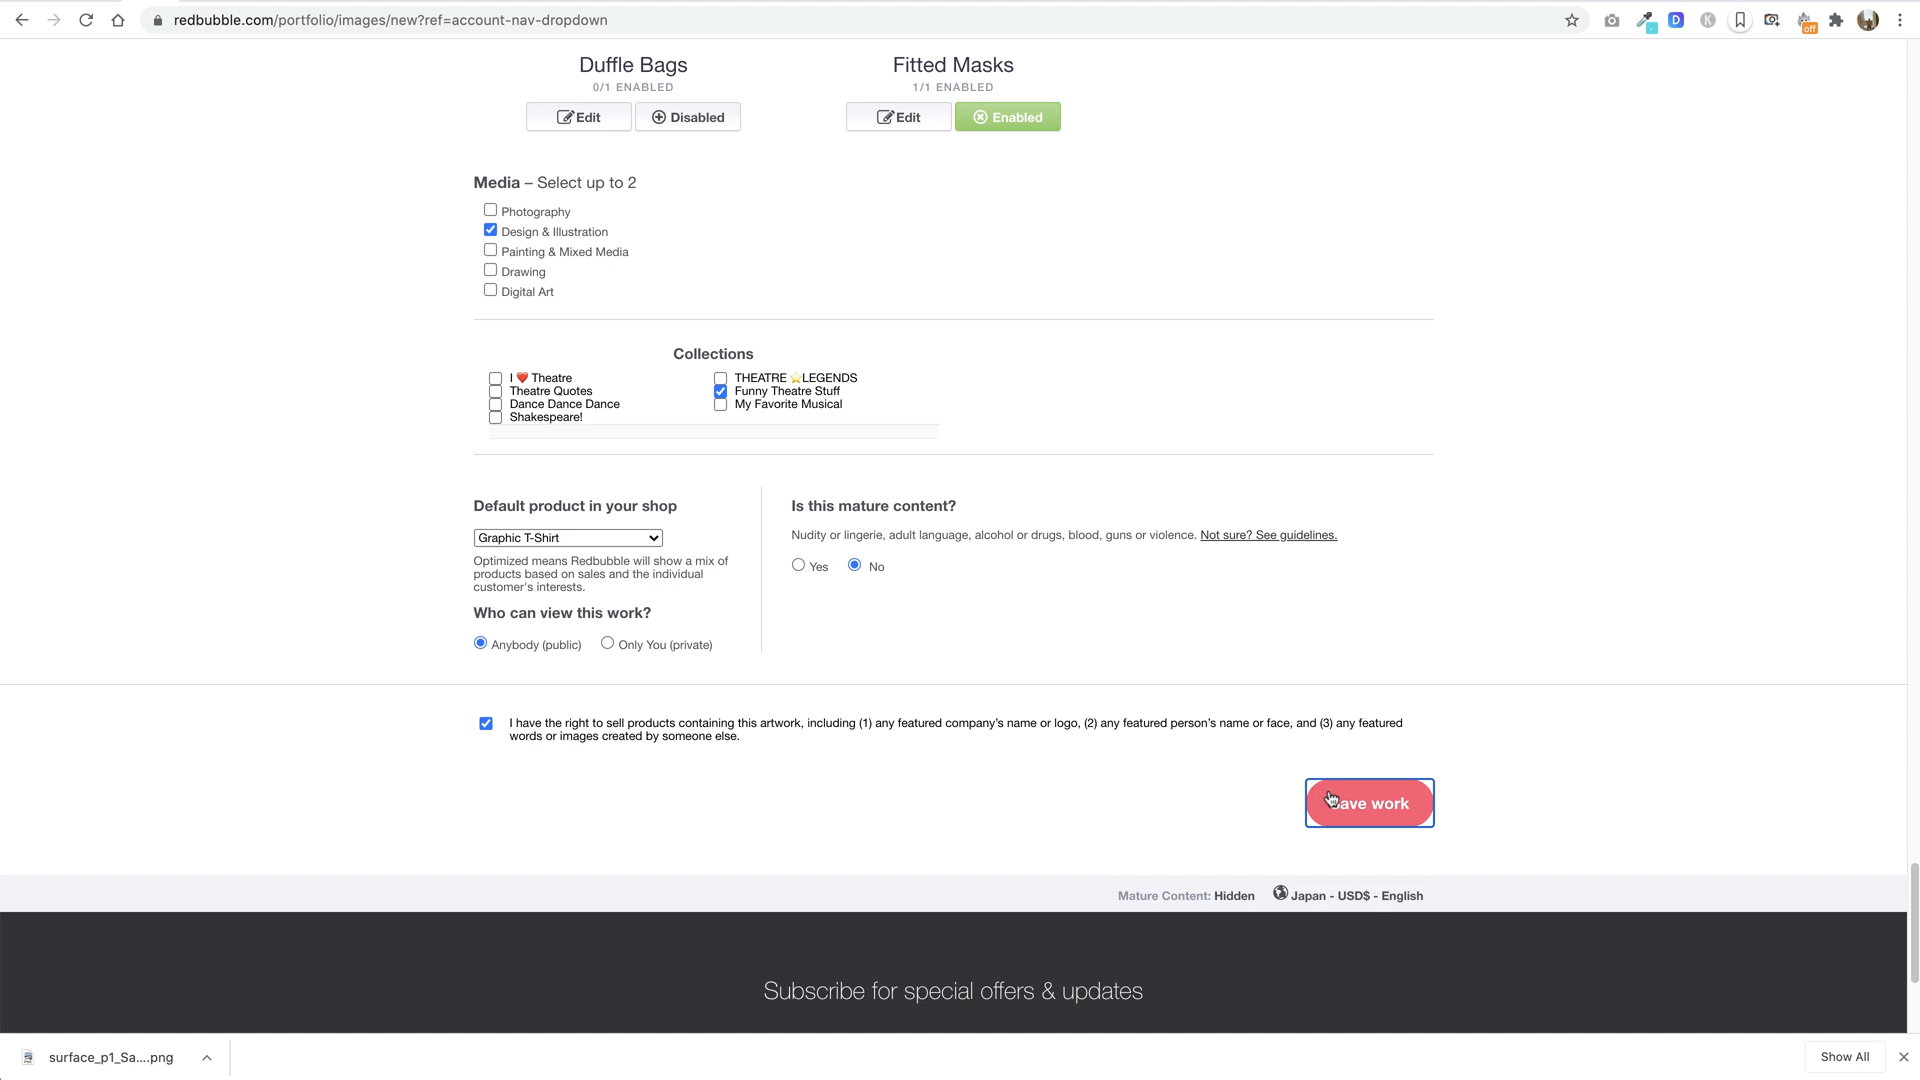 redbubble.com/portfolio/images/new?ref=account-nav-dropdown
D
K
off
Duffle Bags
Fitted Masks
0/1 ENABLED
1/1 ENABLED
Edit
Disabled
Edit
Enabled
Media – Select up to 2
Photography
Design & Illustration
Painting & Mixed Media
Drawing
Digital Art
Collections
I ❤️ Theatre
THEATRE ⭐LEGENDS
Theatre Quotes
Funny Theatre Stuff
Dance Dance Dance
My Favorite Musical
Shakespeare!
Default product in your shop
Is this mature content?
Graphic T-Shirt
Nudity or lingerie, adult language, alcohol or drugs, blood, guns or violence. Not sure? See guidelines.
Optimized means Redbubble will show a mix of
products based on sales and the individual
customer's interests.
Yes
No
Who can view this work?
Anybody (public)
Only You (private)
I have the right to sell products containing this artwork, including (1) any featured company's name or logo, (2) any featured person's name or face, and (3) any featured
words or images created by someone else.
ave work
Mature Content: Hidden
Japan - USD$ - English
Subscribe for special offers & updates
surface_p1_Sa....png
Show All